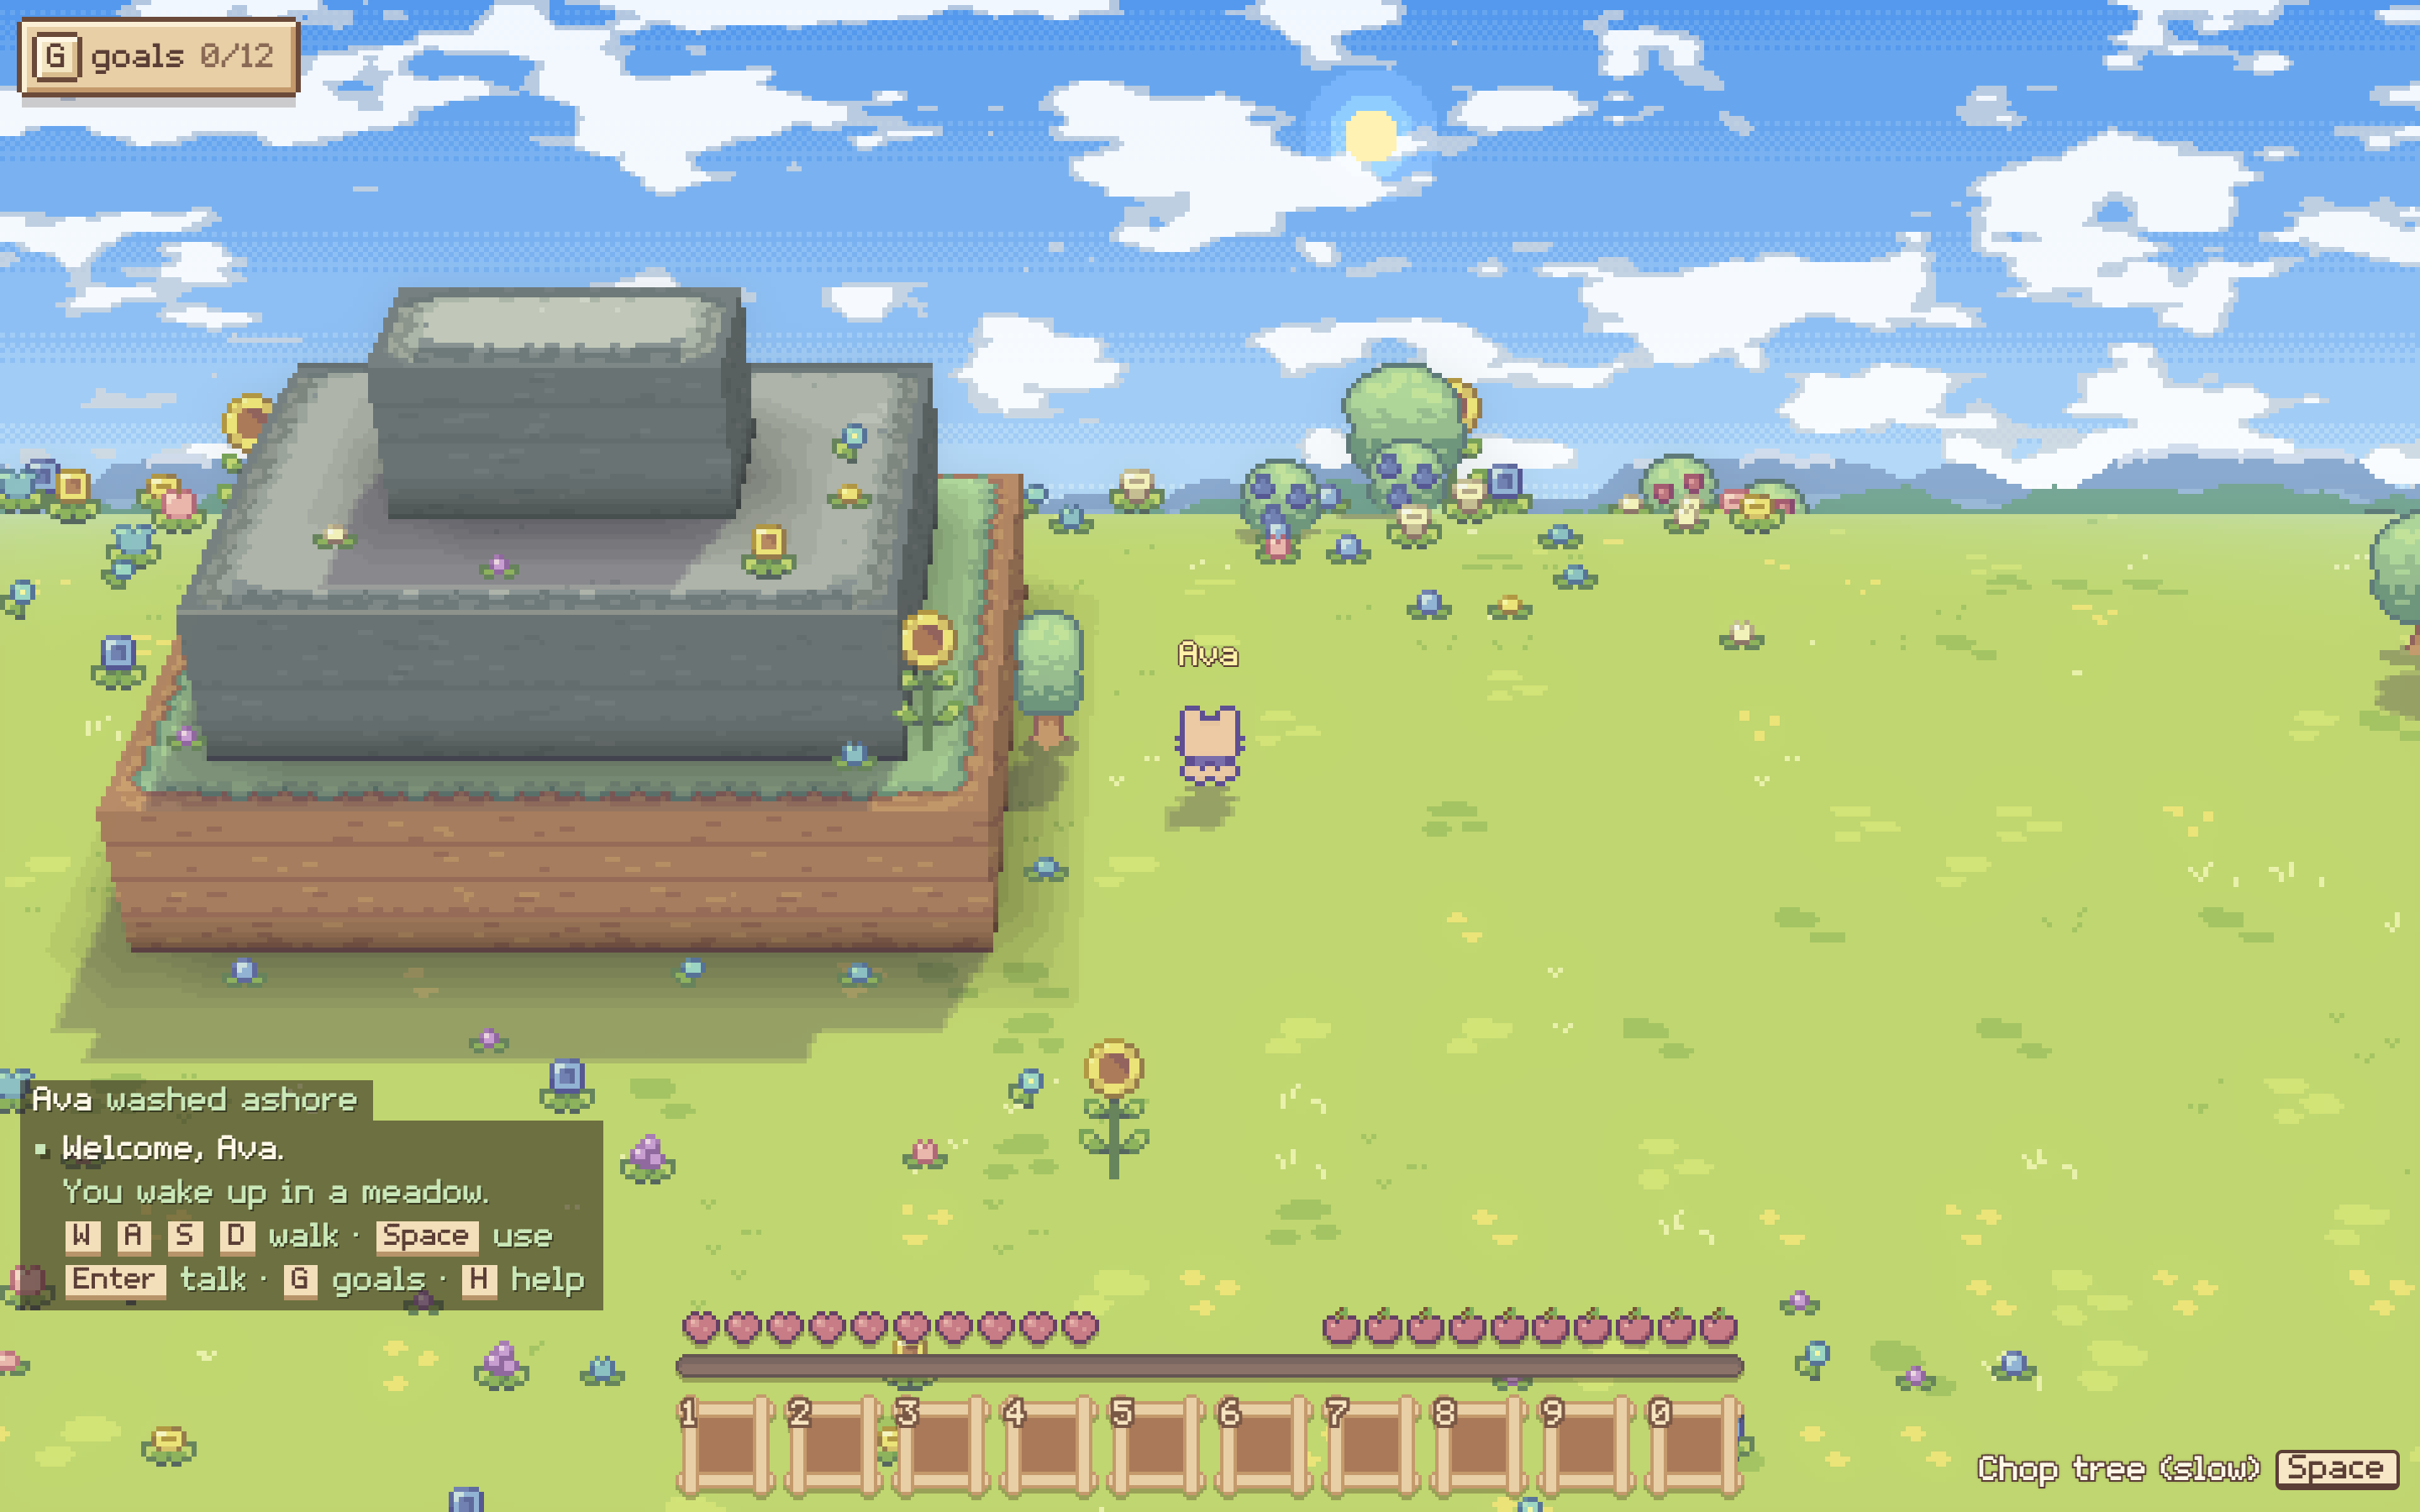 G goals 0/12
Ava
Ava washed ashore
Welcome, Ava.
You wake up in a meadow.
W A S D walk · Space use
Enter talk · G goals · H help
1 2 3 4 5 6 7 8 9 0
Chop tree (slow) Space